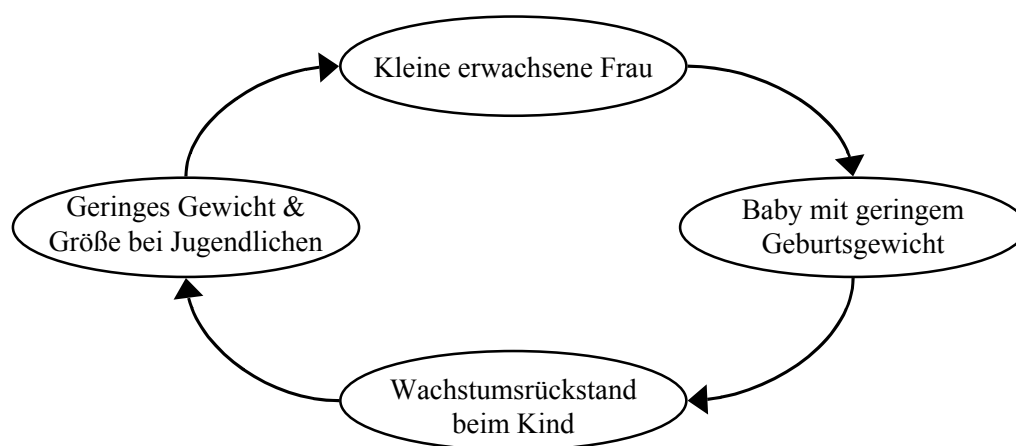 Kleine erwachsene Frau
Geringes Gewicht &
Größe bei Jugendlichen
Baby mit geringem
Geburtsgewicht
Wachstumsrückstand
beim Kind